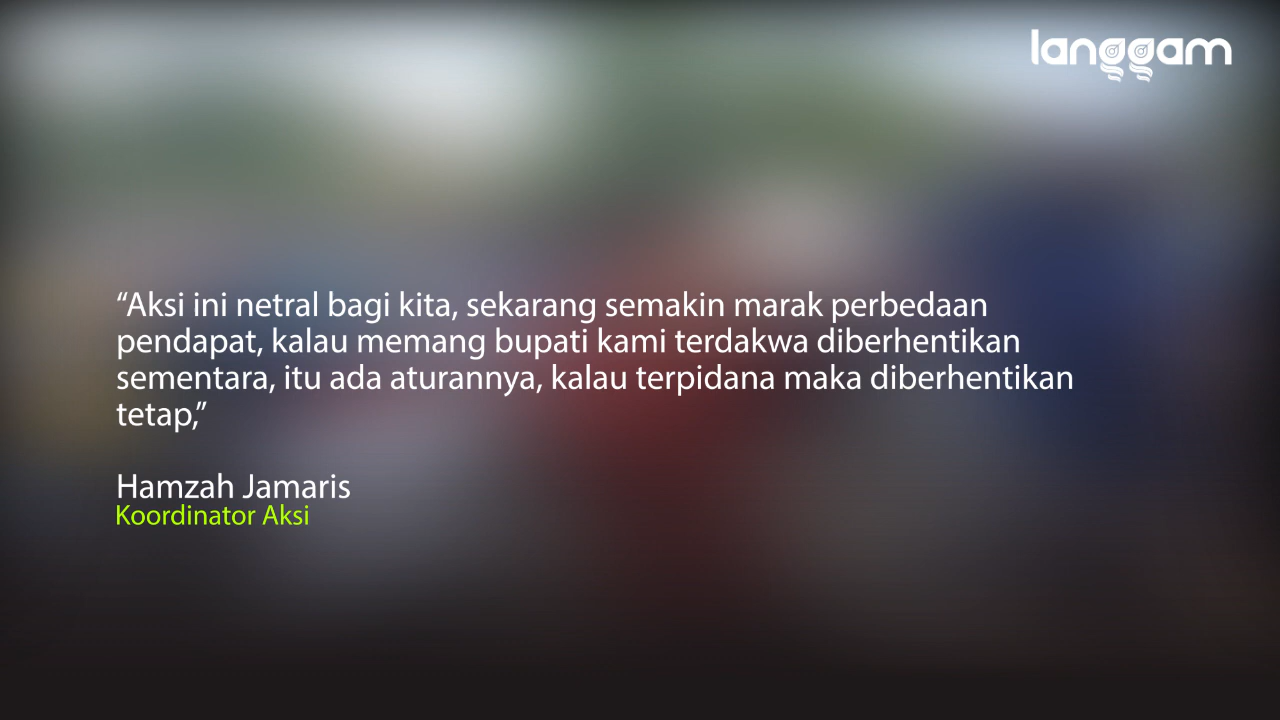 langgam
“Aksi ini netral bagi kita, sekarang semakin marak perbedaan
pendapat, kalau memang bupati kami terdakwa diberhentikan
sementara, itu ada aturannya, kalau terpidana maka diberhentikan
tetap,”
Hamzah Jamaris
Koordinator Aksi